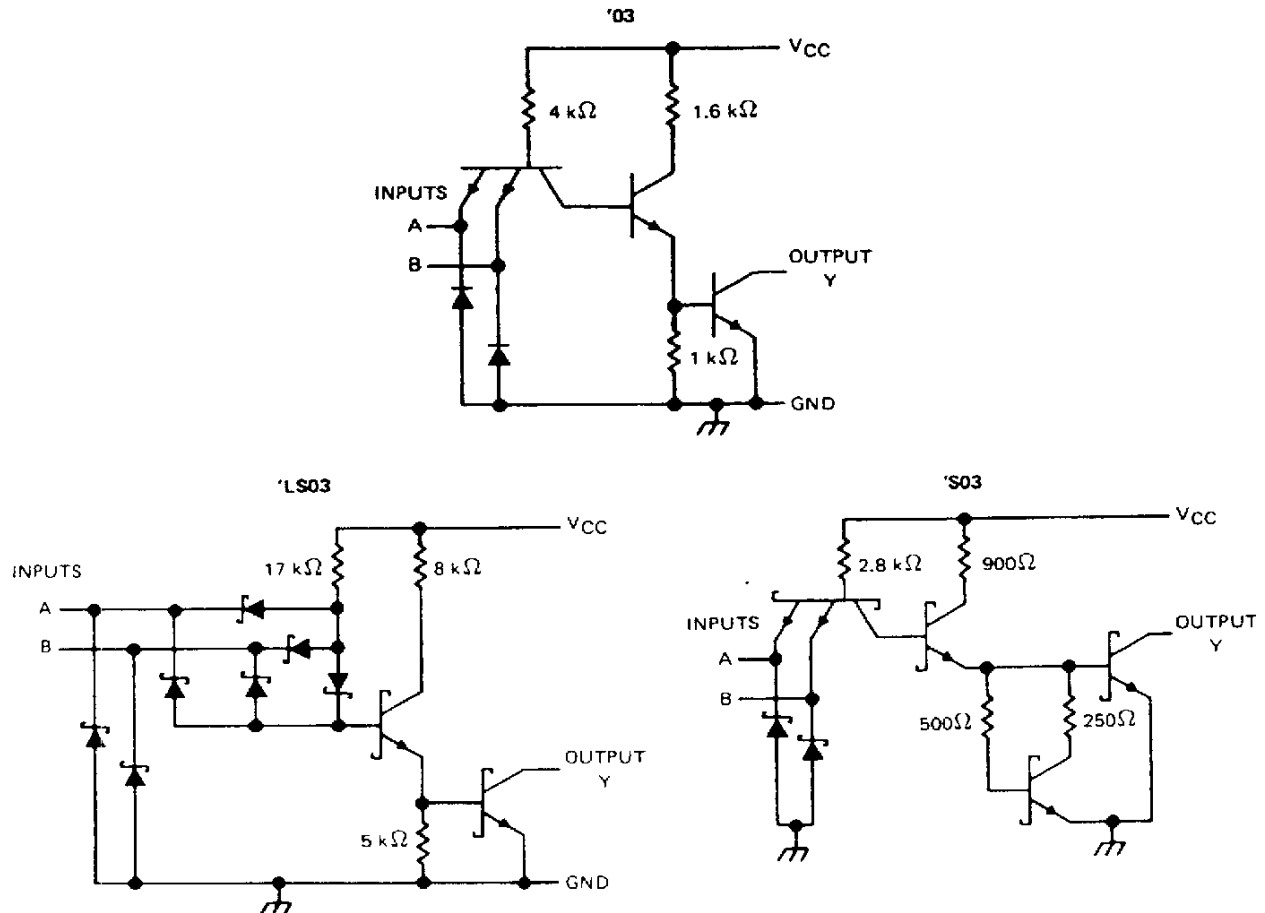 '03
VCC
4 kΩ
1.6 kΩ
INPUTS
A
B
OUTPUT
Y
1 kΩ
GND
'LS03
VCC
17 kΩ
8 kΩ
INPUTS
A
B
OUTPUT
Y
5 kΩ
GND
'S03
VCC
2.8 kΩ
900Ω
INPUTS
A
B
OUTPUT
Y
500Ω
250Ω